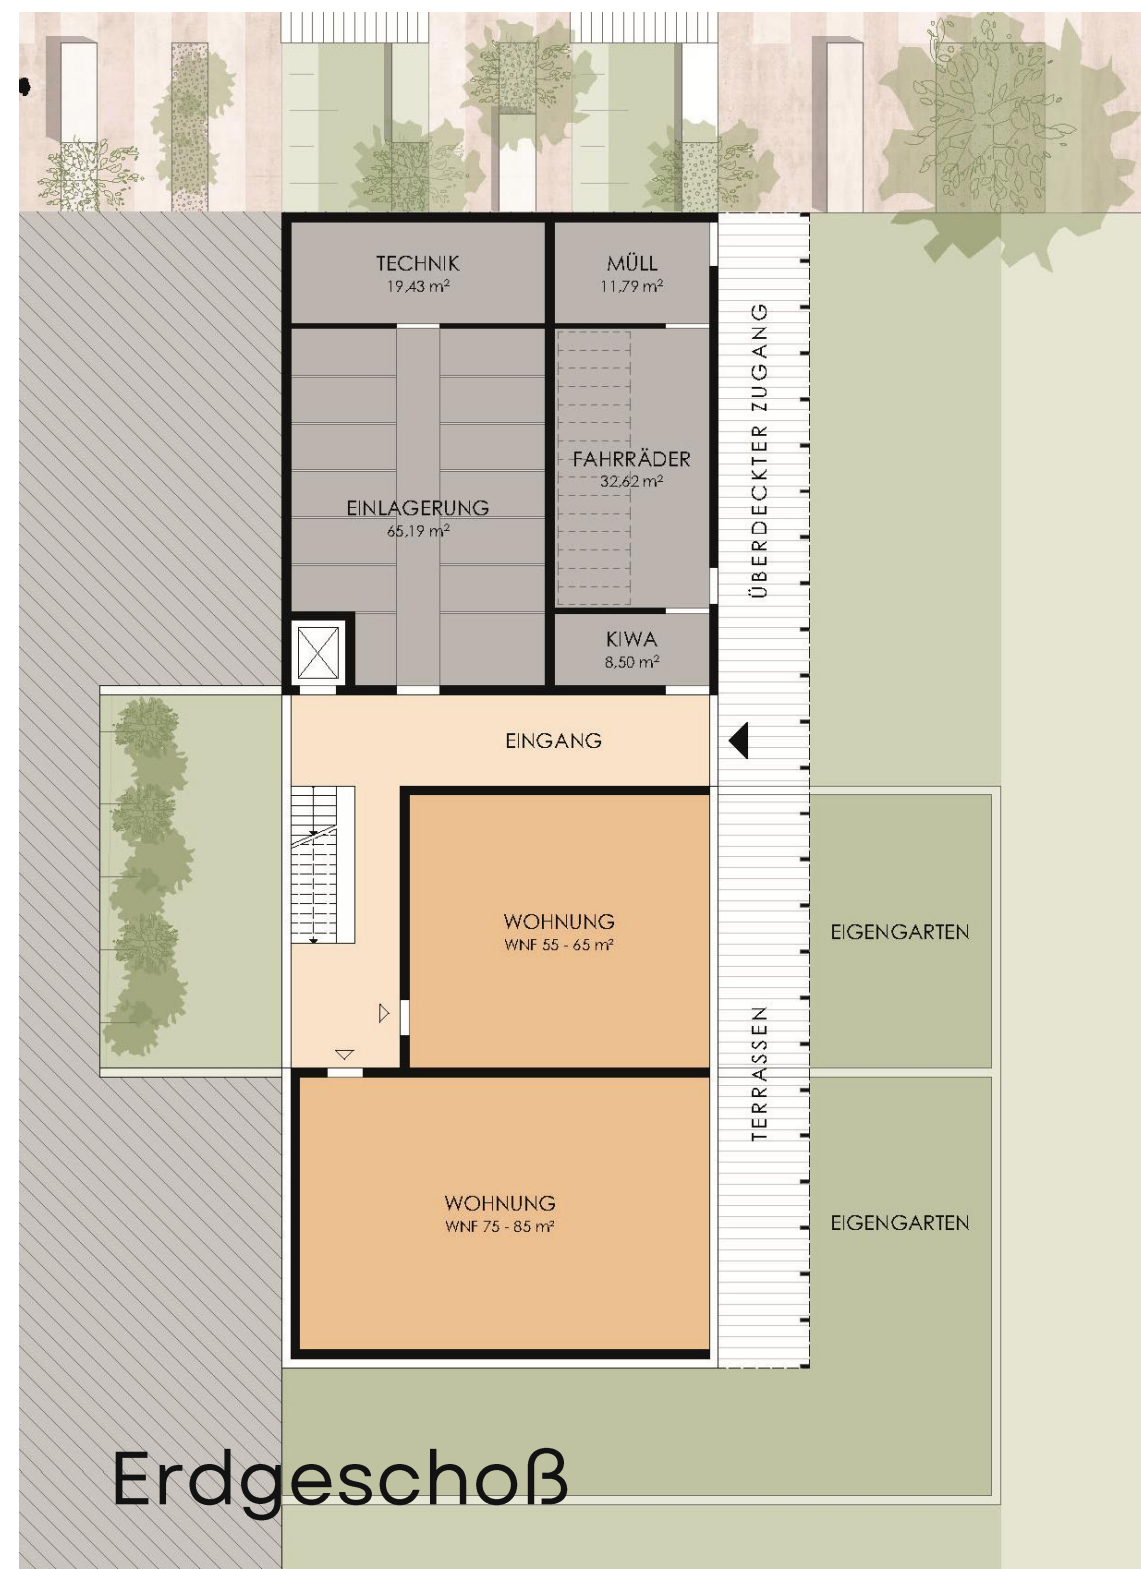 TECHNIK
19,43 m²
MÜLL
11,79 m²
ÜBERDECKTER ZUGANG
FAHRRÄDER
32,62 m²
EINLAGERUNG
65,19 m²
KIWA
8,50 m²
EINGANG
WOHNUNG
WNF 55 - 65 m²
EIGENGARTEN
TERRASSEN
WOHNUNG
WNF 75 - 85 m²
EIGENGARTEN
Erdgeschoß